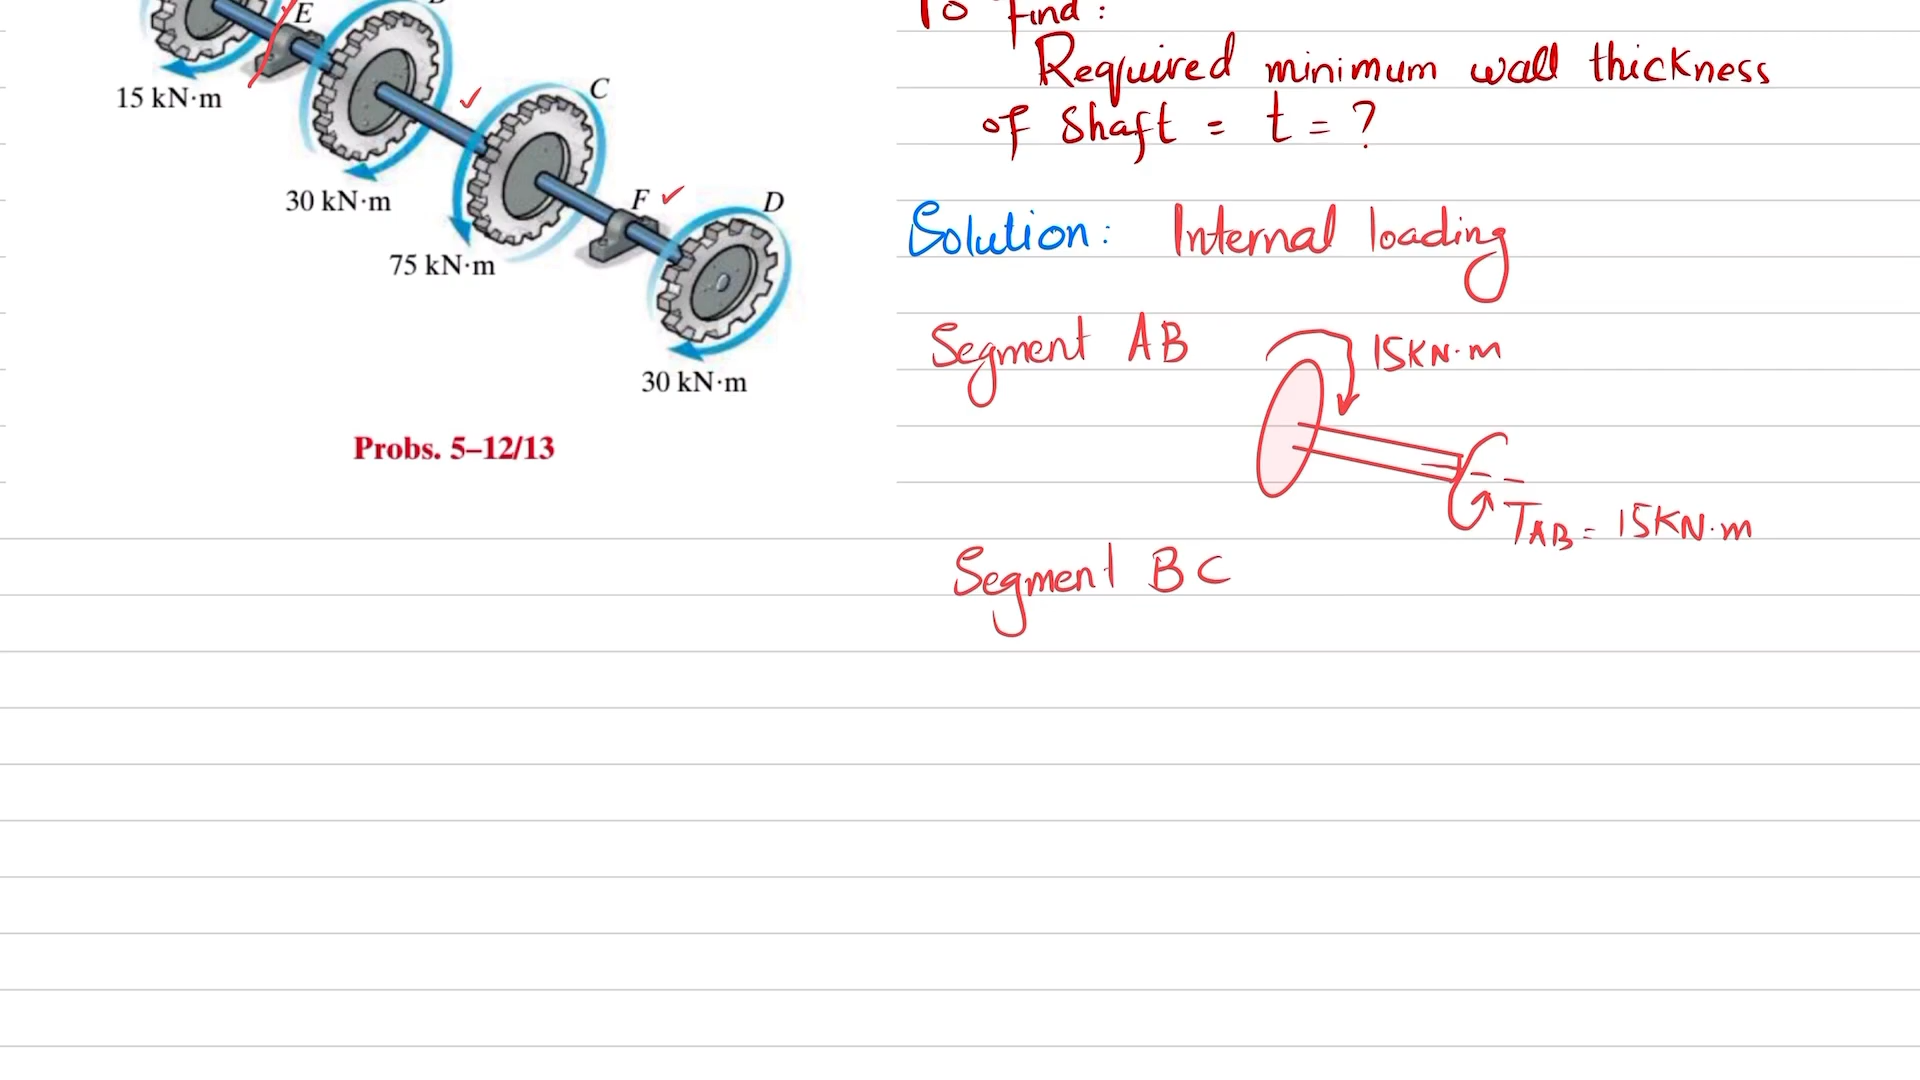 To Find :
Required minimum wall thickness
of shaft = t = ?
E
15 kN·m
C
30 kN·m
F
D
75 kN·m
30 kN·m
Probs. 5–12/13
Solution: Internal loading
Segment AB
15KN·m
TAB = 15KN·m
Segment BC